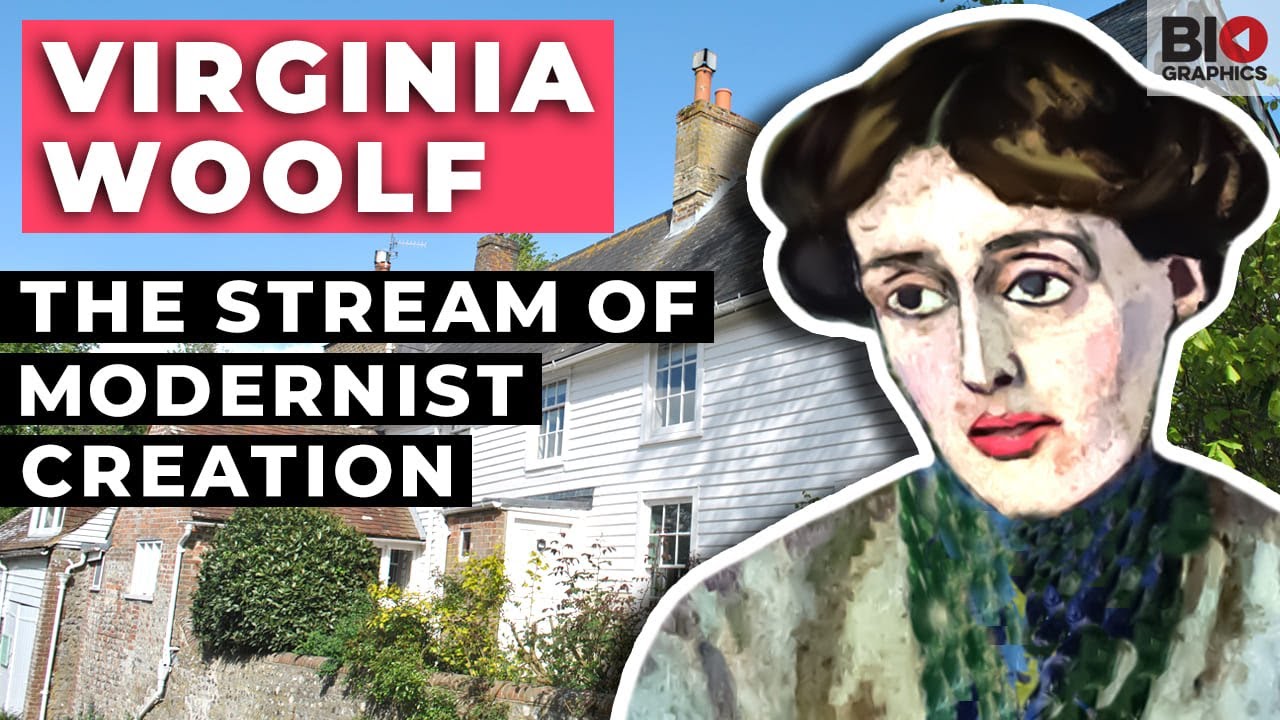 VIRGINIA
WOOLF
THE STREAM OF
MODERNIST
CREATION
BIO
GRAPHICS